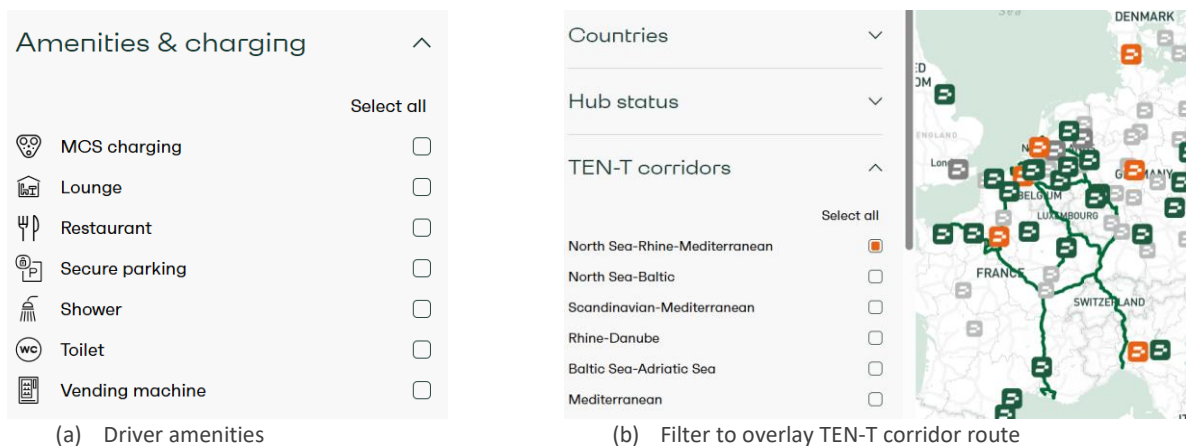 Amenities & charging
Select all
MCS charging
Lounge
Restaurant
P
Secure parking
Shower
WC
Toilet
Vending machine
(a) Driver amenities
Countries
Hub status
TEN-T corridors
Select all
North Sea-Rhine-Mediterranean
North Sea-Baltic
Scandinavian-Mediterranean
Rhine-Danube
Baltic Sea-Adriatic Sea
Mediterranean
Sea
DENMARK
ENGLAND
BELGIUM
LUXEMBOURG
FRANCE
SWITZERLAND
(b) Filter to overlay TEN-T corridor route